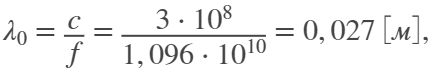 λ₀ = c/f = 3 · 10⁸ / 1,096 · 10¹⁰ = 0,027 [м],